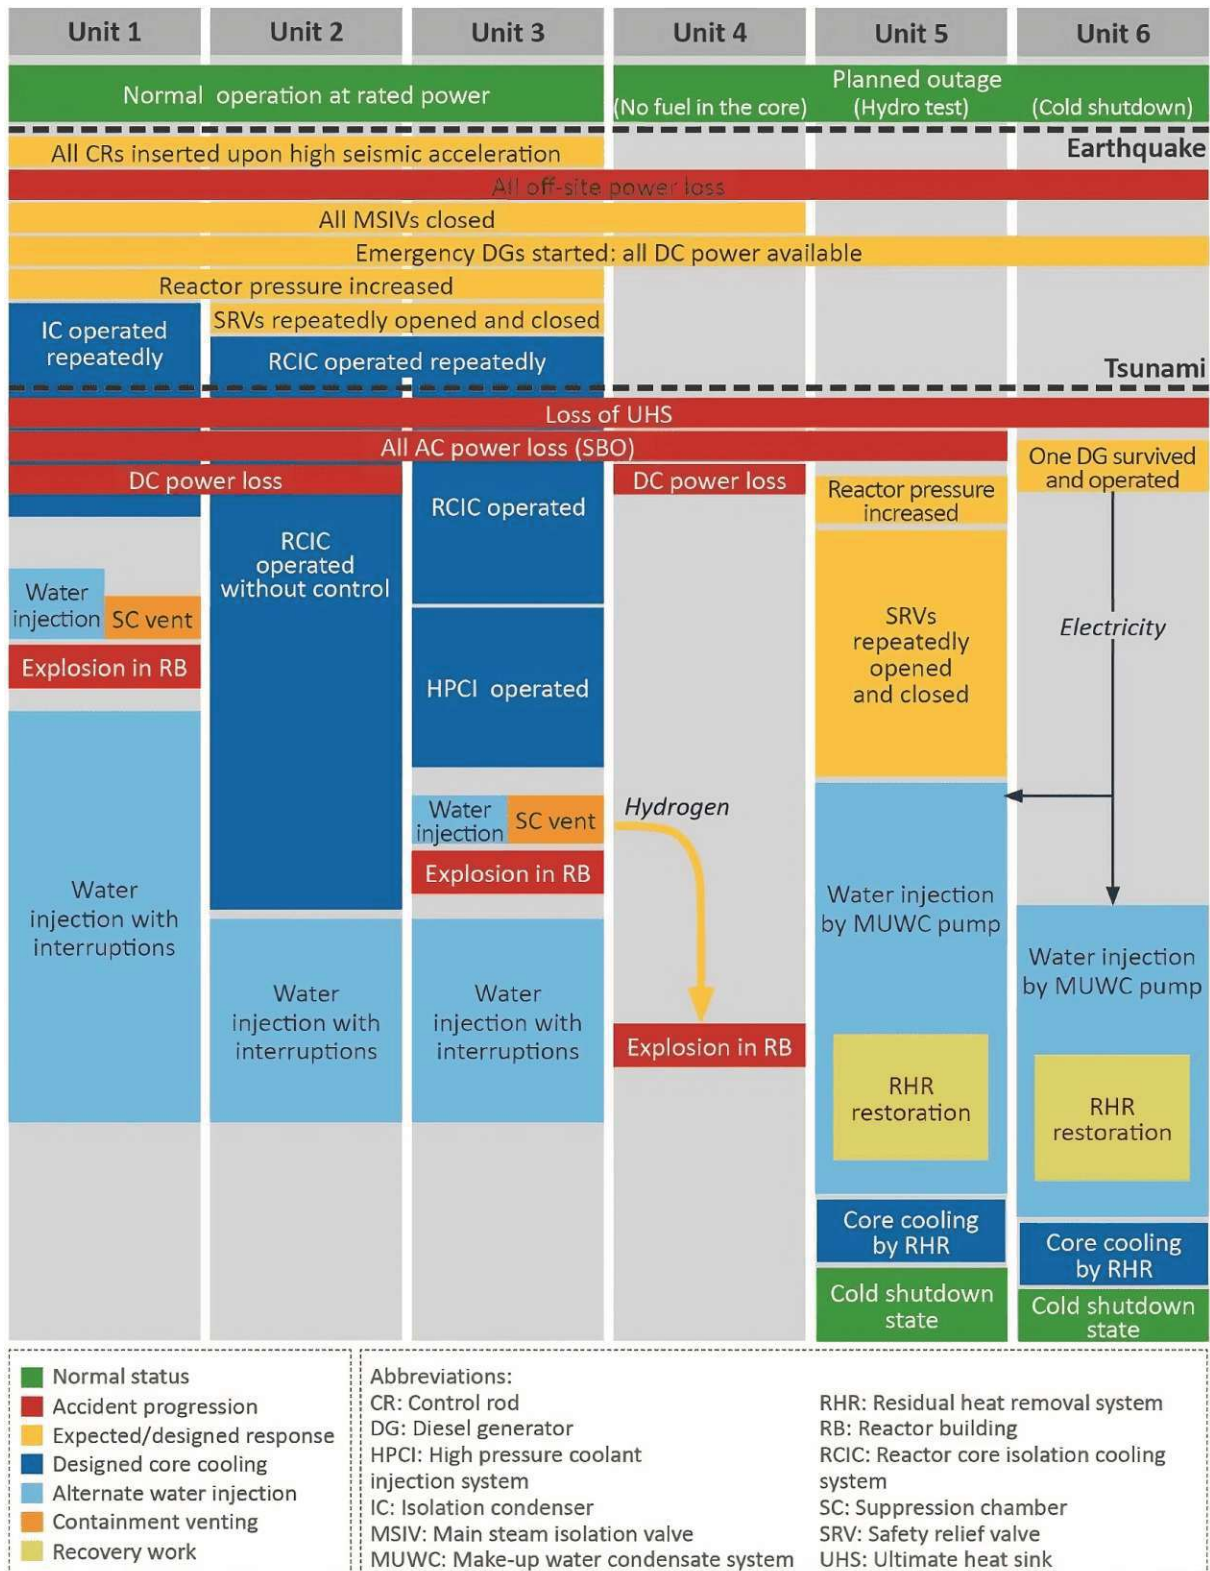 Unit 1
Unit 2
Unit 3
Unit 4
Unit 5
Unit 6
Normal operation at rated power
Planned outage
(No fuel in the core)
(Hydro test)
(Cold shutdown)
Earthquake
All CRs inserted upon high seismic acceleration
All off-site power loss
All MSIVs closed
Emergency DGs started: all DC power available
Reactor pressure increased
IC operated
repeatedly
SRVs repeatedly opened and closed
RCIC operated repeatedly
Tsunami
Loss of UHS
All AC power loss (SBO)
One DG survived
and operated
DC power loss
DC power loss
RCIC operated
Reactor pressure
increased
RCIC
operated
without control
Water
injection
SC vent
Explosion in RB
HPCI operated
SRVs
repeatedly
opened
and closed
Electricity
Water
injection
SC vent
Hydrogen
Explosion in RB
Water
injection with
interruptions
Water injection
by MUWC pump
Water injection
by MUWC pump
Water
injection with
interruptions
Water
injection with
interruptions
Explosion in RB
RHR
restoration
RHR
restoration
Core cooling
by RHR
Core cooling
by RHR
Cold shutdown
state
Cold shutdown
state
Normal status
Accident progression
Expected/designed response
Designed core cooling
Alternate water injection
Containment venting
Recovery work
Abbreviations:
CR: Control rod
DG: Diesel generator
HPCI: High pressure coolant
injection system
IC: Isolation condenser
MSIV: Main steam isolation valve
MUWC: Make-up water condensate system
RHR: Residual heat removal system
RB: Reactor building
RCIC: Reactor core isolation cooling
system
SC: Suppression chamber
SRV: Safety relief valve
UHS: Ultimate heat sink